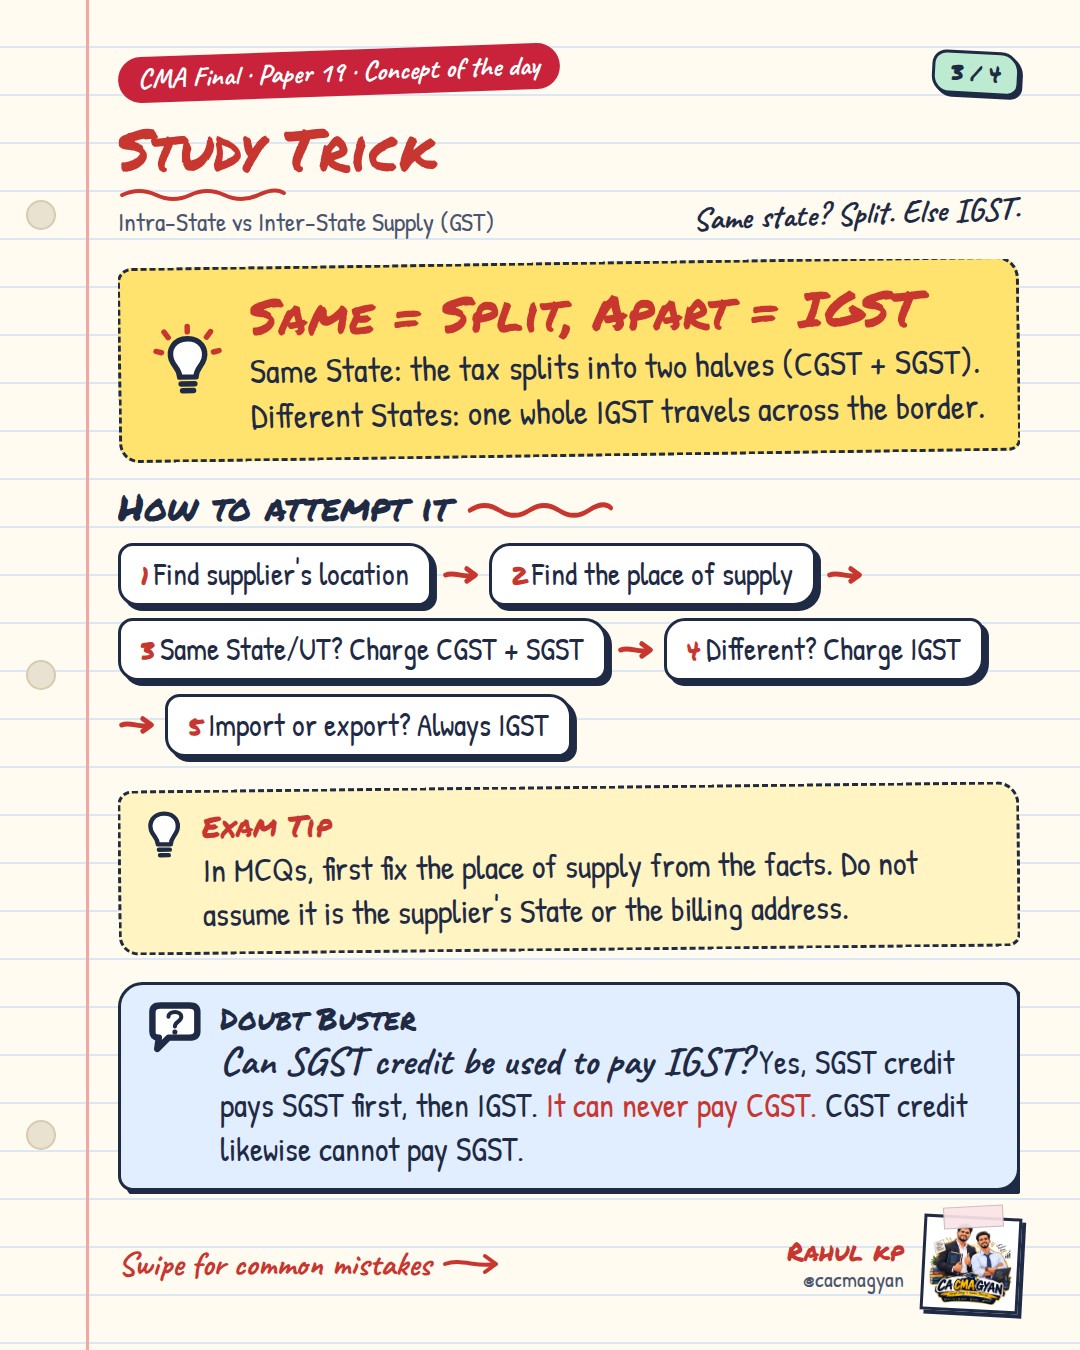 CMA Final · Paper 19 · Concept of the day
3 / 4
Study Trick
Intra-State vs Inter-State Supply (GST)
Same state? Split. Else IGST.
Same = Split, Apart = IGST
Same State: the tax splits into two halves (CGST + SGST).
Different States: one whole IGST travels across the border.
How to attempt it
1 Find supplier's location
2 Find the place of supply
3 Same State/UT? Charge CGST + SGST
4 Different? Charge IGST
5 Import or export? Always IGST
Exam Tip
In MCQs, first fix the place of supply from the facts. Do not
assume it is the supplier's State or the billing address.
Doubt Buster
Can SGST credit be used to pay IGST? Yes, SGST credit
pays SGST first, then IGST. It can never pay CGST. CGST credit
likewise cannot pay SGST.
Swipe for common mistakes
Rahul KP
@cacmagyan
CA CMA GYAN